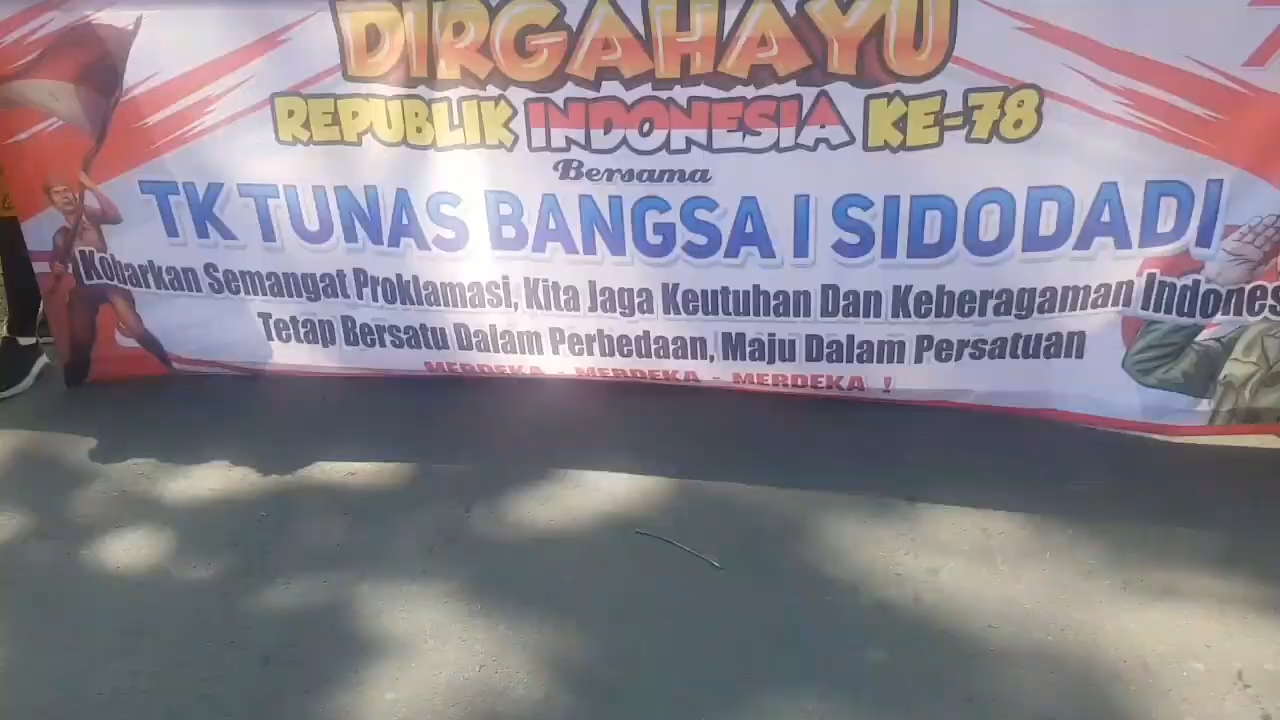 DIRGAHAYU
REPUBLIK INDONESIA KE-78
Bersama
TK TUNAS BANGSA I SIDODADI
Kobarkan Semangat Proklamasi, Kita Jaga Keutuhan Dan Keberagaman Indones
Tetap Bersatu Dalam Perbedaan, Maju Dalam Persatuan
MERDEKA - MERDEKA - MERDEKA !